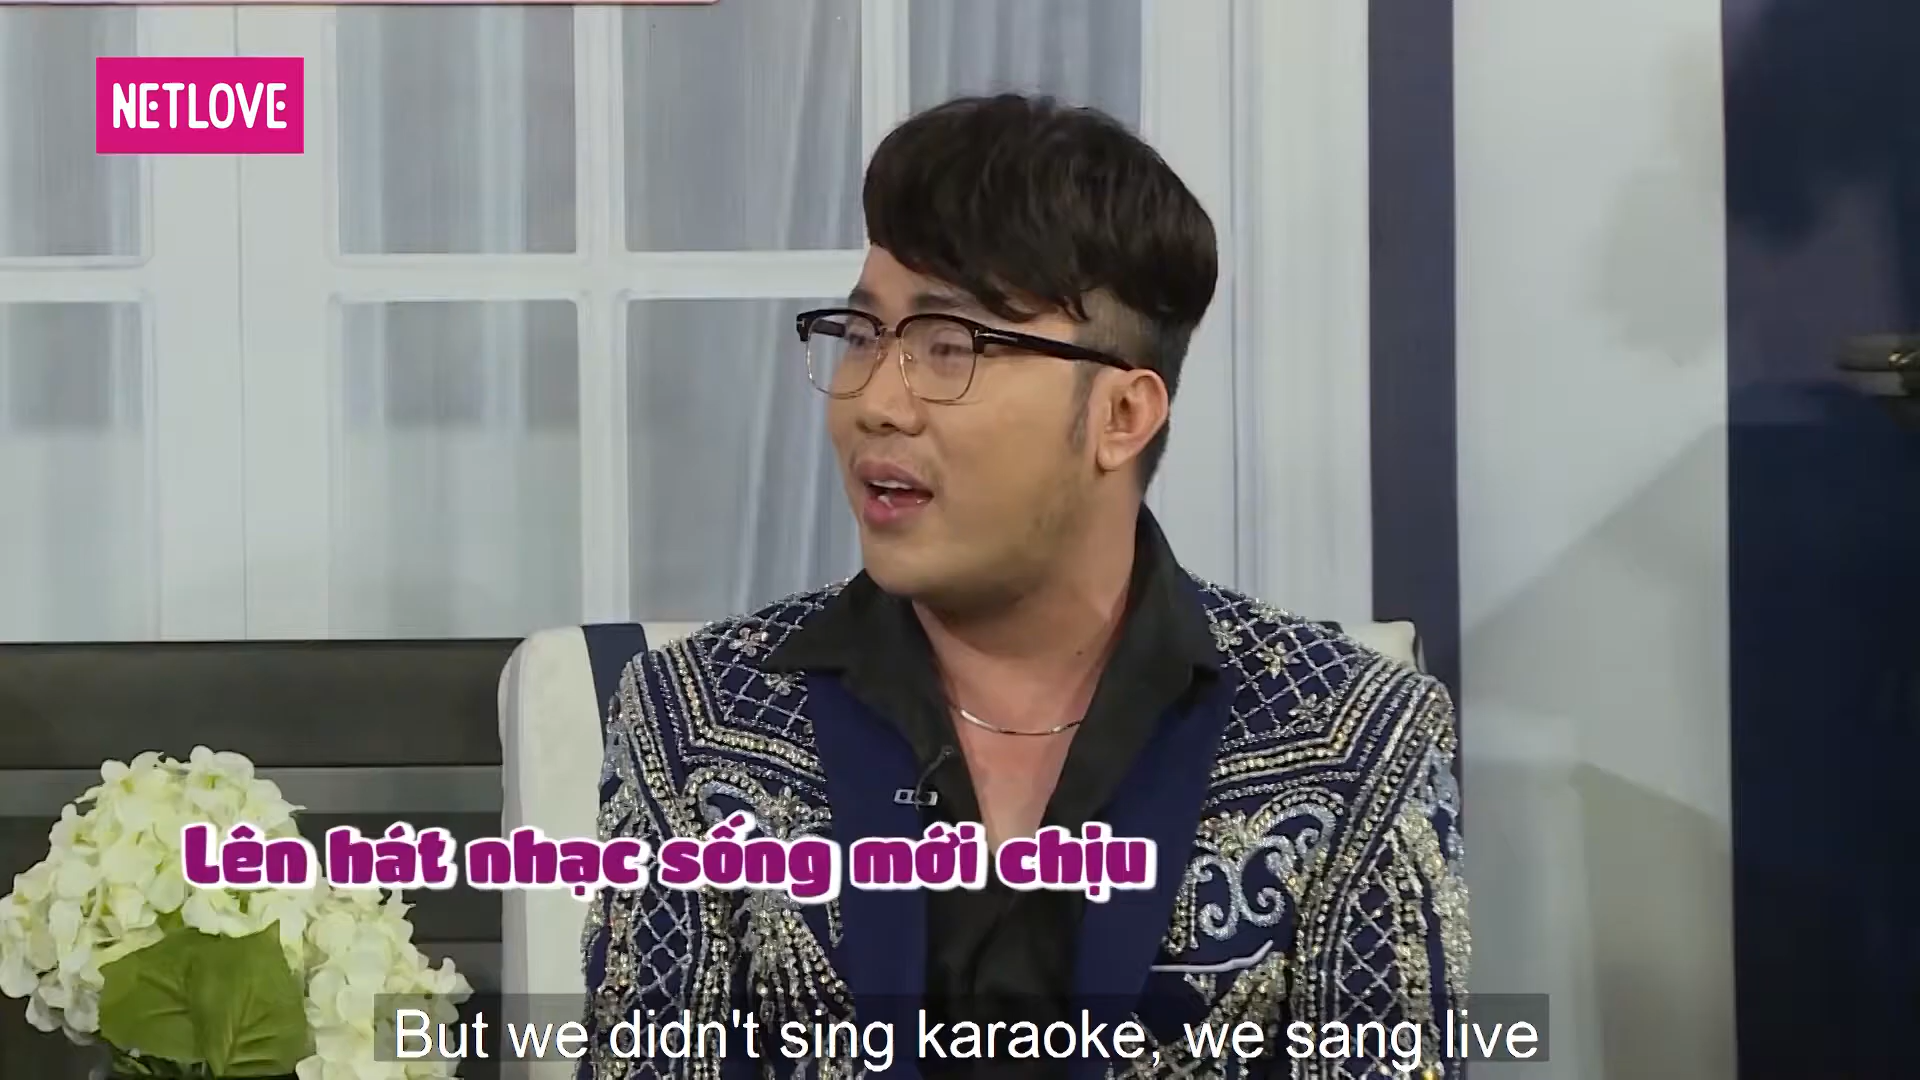 NETLOVE
Lên hát nhạc sống mới chịu
But we didn't sing karaoke, we sang live